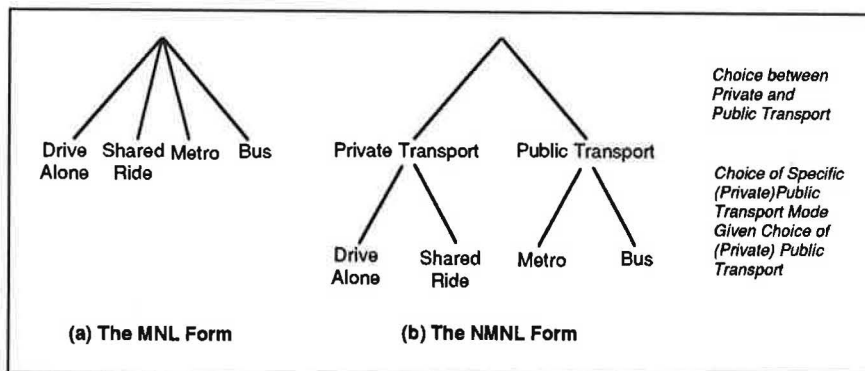 Drive Shared Metro Bus
Alone Ride
(a) The MNL Form
Private Transport Public Transport
Drive Shared Metro Bus
Alone Ride
(b) The NMNL Form
Choice between
Private and
Public Transport
Choice of Specific
(Private)Public
Transport Mode
Given Choice of
(Private) Public
Transport